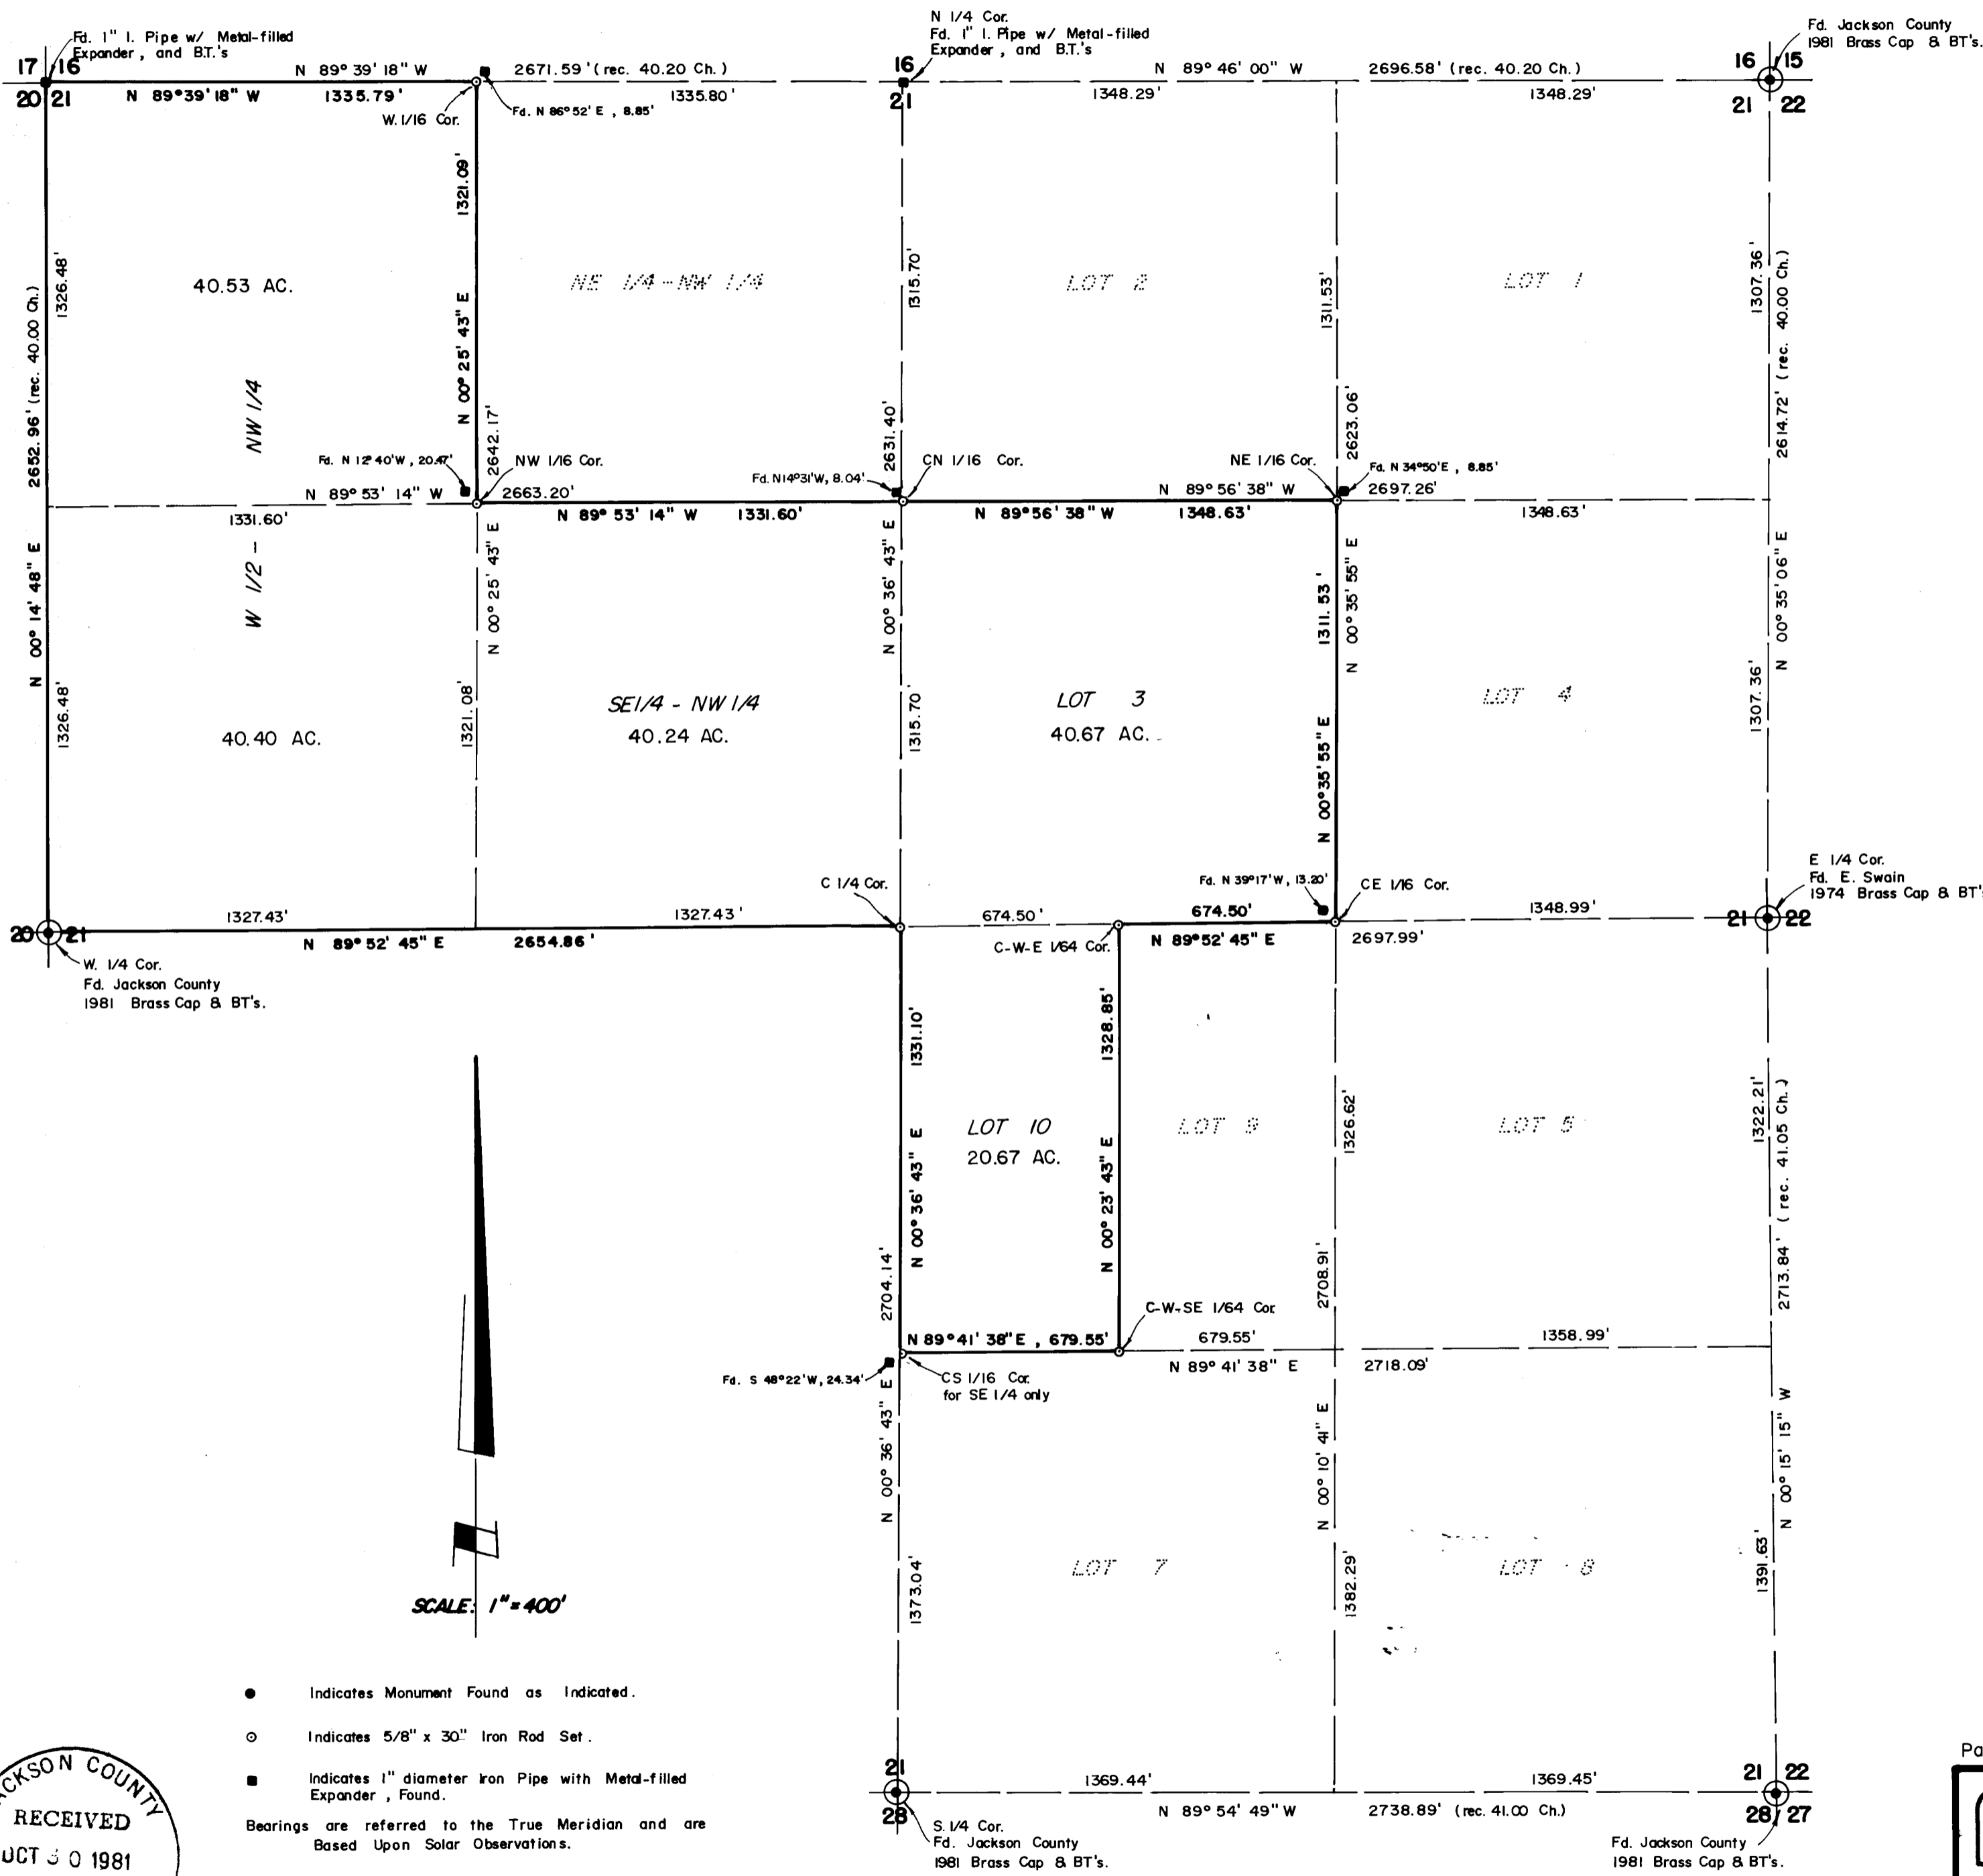 Fd. 1" I. Pipe w/ Metal-filled
Expander, and B.T.'s
17 16
20 21
N 89° 39' 18" W
2671.59' (rec. 40.20 Ch.)
N 89°39' 18" W 1335.79'
1335.80'
W. 1/16 Cor.
Fd. N 86°52' E, 8.85'
N 1/4 Cor.
Fd. 1" I. Pipe w/ Metal-filled
Expander, and B.T.'s
16
21
N 89° 46' 00" W
2696.58' (rec. 40.20 Ch.)
1348.29'
1348.29'
Fd. Jackson County
1981 Brass Cap & BT's.
16 15
21 22
1321.09'
N 00° 25' 43" E
2652.96' (rec. 40.00 Ch.)
1326.48'
40.53 AC.
NE 1/4 - NW 1/4
1315.70'
LOT 2
1311.53'
LOT 1
1307.36'
2614.72' (rec. 40.00 Ch.)
W 1/2 - NW 1/4
2642.17'
2631.40'
2623.06'
Fd. N 12°40'W, 20.47'
NW 1/16 Cor.
Fd. N14°31'W, 8.04'
CN 1/16 Cor.
NE 1/16 Cor.
Fd. N 34°50'E, 8.85'
N 89° 53' 14" W
2663.20'
N 89° 56' 38" W
2697.26'
1331.60'
N 89° 53' 14" W 1331.60'
N 89°56' 38" W 1348.63'
1348.63'
N 00° 14' 48" E
N 00° 25' 43" E
N 00° 36' 43" E
1311.53'
N 00° 35' 55" E
N 00° 35' 06" E
1326.48'
40.40 AC.
1321.08'
SE1/4 - NW 1/4
40.24 AC.
1315.70'
LOT 3
40.67 AC.
N 00°35' 55" E
LOT 4
1307.36'
C 1/4 Cor.
Fd. N 39°17'W, 13.20'
CE 1/16 Cor.
E 1/4 Cor.
Fd. E. Swain
1974 Brass Cap & BT'
20 21
1327.43'
1327.43'
674.50'
674.50'
1348.99'
21 22
N 89° 52' 45" E 2654.86'
C-W-E 1/64 Cor.
N 89° 52' 45" E
2697.99'
W. 1/4 Cor.
Fd. Jackson County
1981 Brass Cap & BT's.
1331.10'
1328.85'
1326.62'
1322.21'
LOT 10
20.67 AC.
LOT 9
LOT 5
N 00° 36' 43" E
N 00° 23' 43" E
2704.14'
2708.91'
2713.84' (rec. 41.05 Ch.)
C-W-SE 1/64 Cor.
N 89° 41' 38" E, 679.55'
679.55'
1358.99'
N 89° 41' 38" E
2718.09'
Fd. S 48°22'W, 24.34'
CS 1/16 Cor.
for SE 1/4 only
N 00° 36' 43" E
N 00° 10' 41" E
N 00° 15' 15" W
SCALE: 1"=400'
1373.04'
LOT 7
1382.29'
LOT 8
1391.63'
Indicates Monument Found as Indicated.
Indicates 5/8" x 30" Iron Rod Set.
Indicates 1" diameter Iron Pipe with Metal-filled
Expander, Found.
Bearings are referred to the True Meridian and are
Based Upon Solar Observations.
21
28
1369.44'
1369.45'
N 89° 54' 49" W
2738.89' (rec. 41.00 Ch.)
21 22
28 27
S. 1/4 Cor.
Fd. Jackson County
1981 Brass Cap & BT's.
Fd. Jackson County
1981 Brass Cap & BT's.
CKSON COUNTY
RECEIVED
OCT 30 1981
Pa